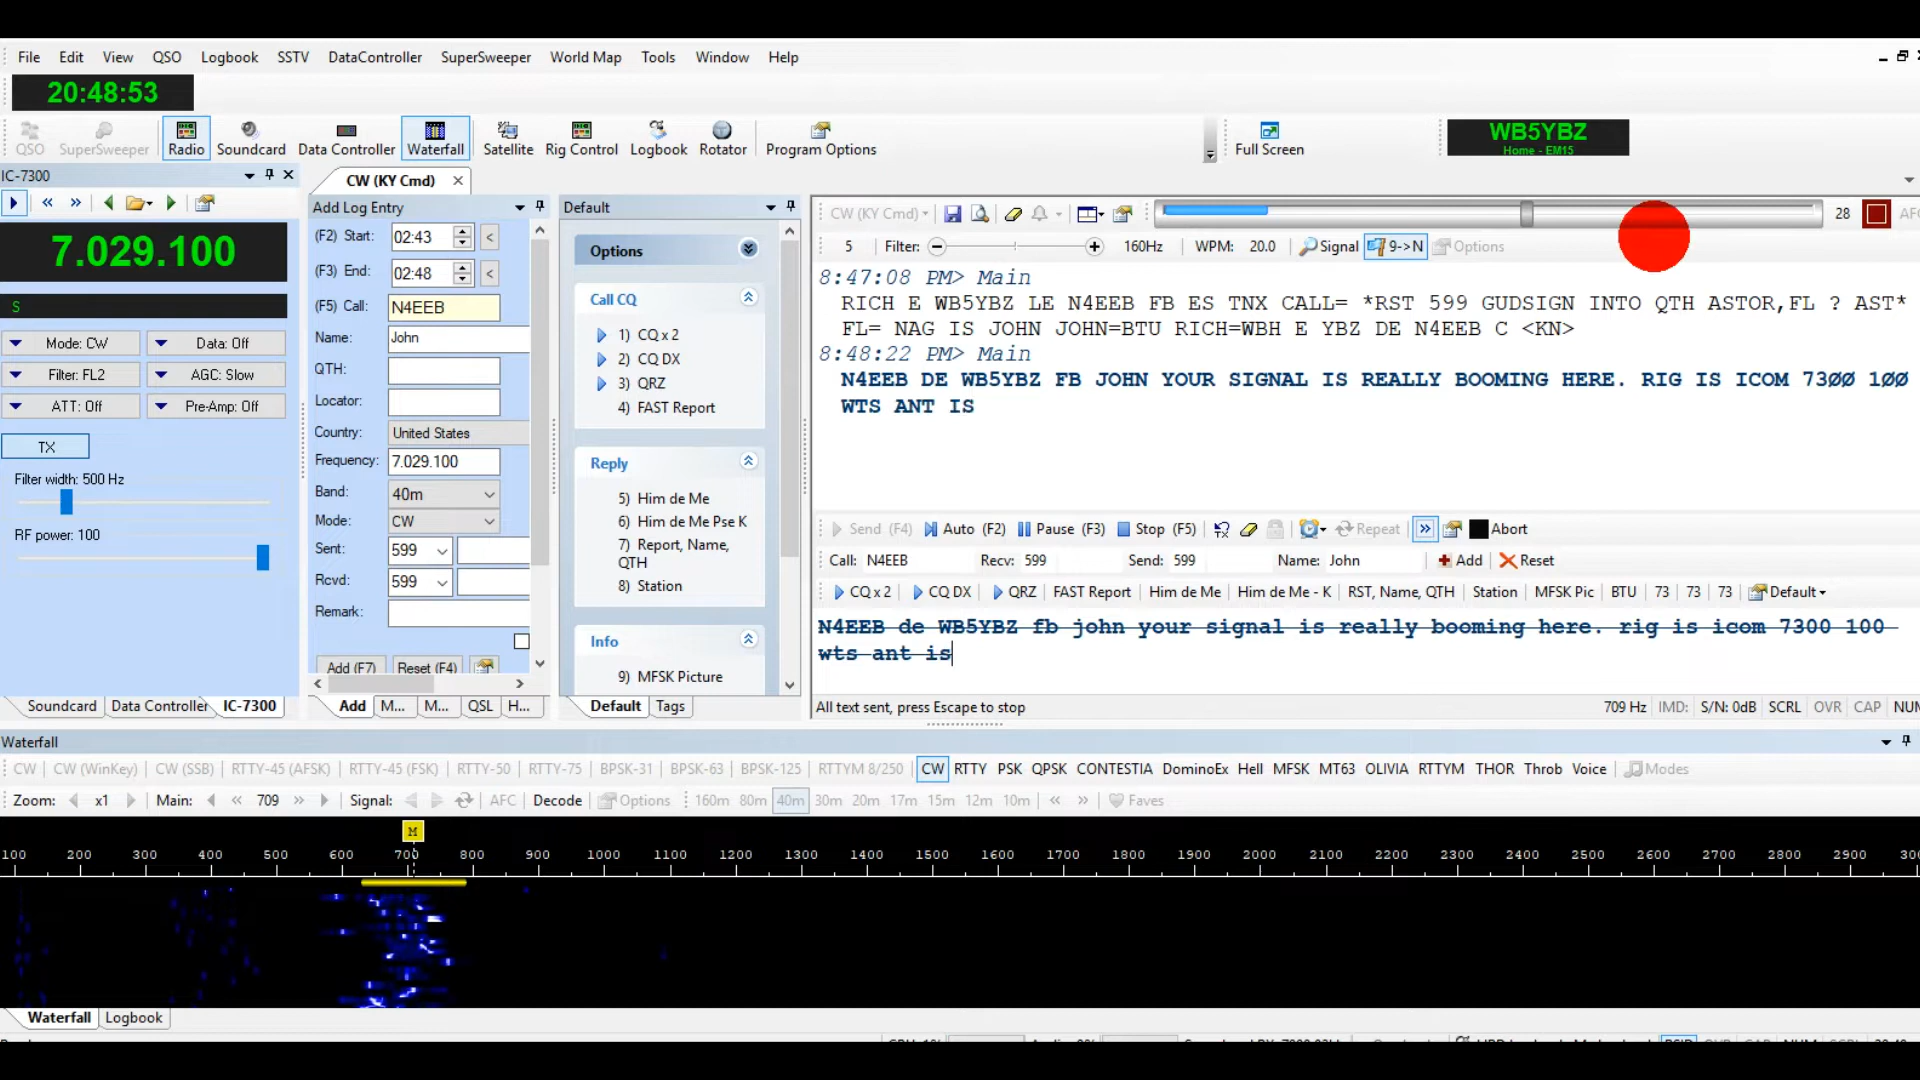 File Edit View QSO Logbook SSTV DataController SuperSweeper World Map Tools Window Help
20:48:53
QSO SuperSweeper Radio Soundcard Data Controller Waterfall Satellite Rig Control Logbook Rotator Program Options Full Screen
WB5YBZ
Home - EM15
IC-7300
7.029.100
S
Mode: CW Data: Off
Filter: FL2 AGC: Slow
ATT: Off Pre-Amp: Off
TX
Filter width: 500 Hz
RF power: 100
Soundcard Data Controller IC-7300
CW (KY Cmd)
Add Log Entry
(F2) Start: 02:43 <
(F3) End: 02:48 <
(F5) Call: N4EEB
Name: John
QTH:
Locator:
Country: United States
Frequency: 7.029.100
Band: 40m
Mode: CW
Sent: 599
Rcvd: 599
Remark:
Add (F7) Reset (F4)
Add M... M... QSL H...
Default
Options
Call CQ
1) CQ x 2
2) CQ DX
3) QRZ
4) FAST Report
Reply
5) Him de Me
6) Him de Me Pse K
7) Report, Name,
QTH
8) Station
Info
9) MFSK Picture
Default Tags
CW (KY Cmd) 28 AFC
5 Filter: 160Hz WPM: 20.0 Signal 9->N Options
8:47:08 PM> Main
RICH E WB5YBZ LE N4EEB FB ES TNX CALL= *RST 599 GUDSIGN INTO QTH ASTOR,FL ? AST*
FL= NAG IS JOHN JOHN=BTU RICH=WBH E YBZ DE N4EEB C <KN>
8:48:22 PM> Main
N4EEB DE WB5YBZ FB JOHN YOUR SIGNAL IS REALLY BOOMING HERE. RIG IS ICOM 73ØØ 1ØØ
WTS ANT IS
Send (F4) Auto (F2) Pause (F3) Stop (F5) Repeat Abort
Call: N4EEB Recv: 599 Send: 599 Name: John Add Reset
CQ x 2 CQ DX QRZ FAST Report Him de Me Him de Me - K RST, Name, QTH Station MFSK Pic BTU 73 73 73 Default
N4EEB de WB5YBZ fb john your signal is really booming here. rig is icom 7300 100
wts ant is
All text sent, press Escape to stop 709 Hz IMD: S/N: 0dB SCRL OVR CAP NUM
Waterfall
CW CW (WinKey) CW (SSB) RTTY-45 (AFSK) RTTY-45 (FSK) RTTY-50 RTTY-75 BPSK-31 BPSK-63 BPSK-125 RTTYM 8/250 CW RTTY PSK QPSK CONTESTIA DominoEx Hell MFSK MT63 OLIVIA RTTYM THOR Throb Voice Modes
Zoom: x1 Main: 709 Signal: AFC Decode Options 160m 80m 40m 30m 20m 17m 15m 12m 10m Faves
M
100 200 300 400 500 600 700 800 900 1000 1100 1200 1300 1400 1500 1600 1700 1800 1900 2000 2100 2200 2300 2400 2500 2600 2700 2800 2900
Waterfall Logbook